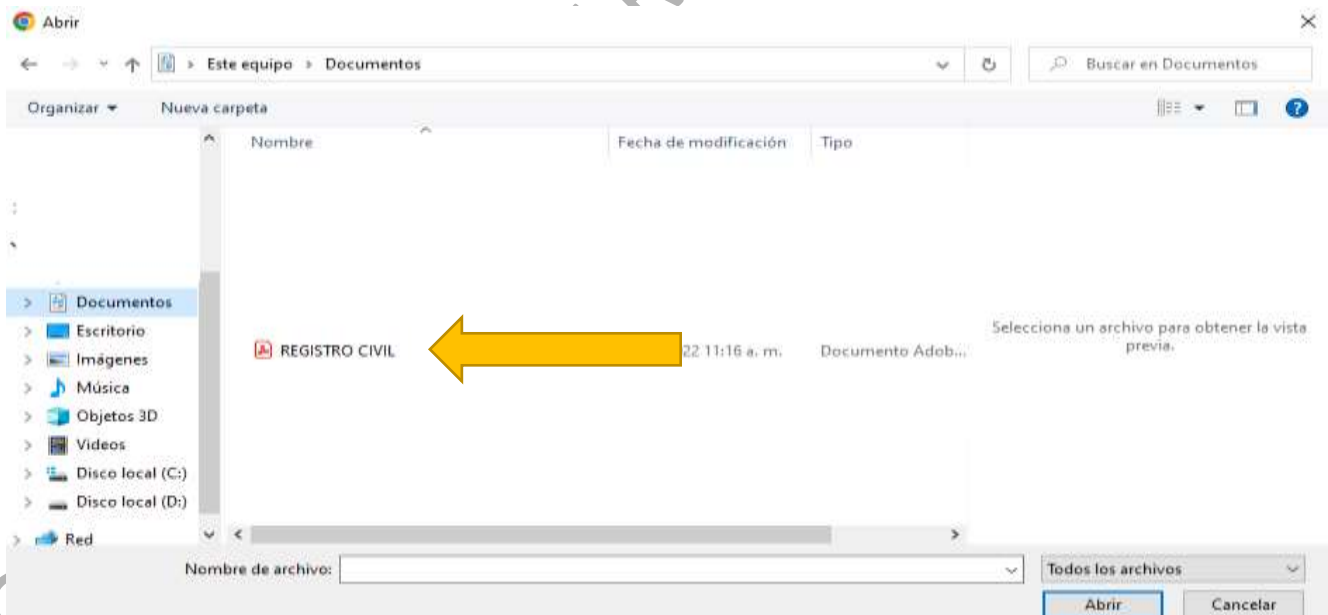 Abrir
Este equipo > Documentos
Buscar en Documentos
Organizar
Nueva carpeta
Nombre
Fecha de modificación
Tipo
Documentos
Escritorio
Imágenes
Música
Objetos 3D
Videos
Disco local (C:)
Disco local (D:)
Red
REGISTRO CIVIL
22 11:16 a. m.
Documento Adob...
Selecciona un archivo para obtener la vista
previa.
Nombre de archivo:
Todos los archivos
Abrir
Cancelar